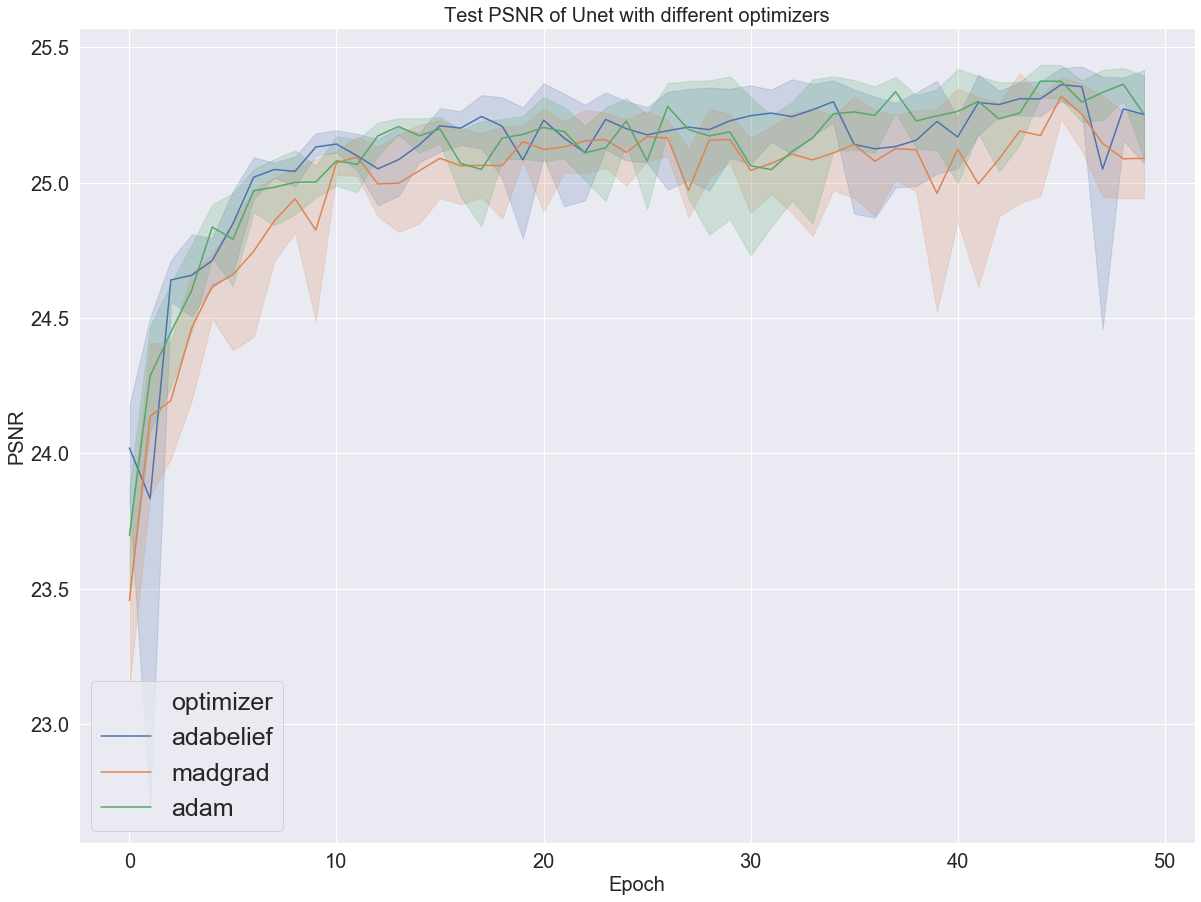 Test PSNR of Unet with different optimizers
25.5
25.0
24.5
24.0
23.5
23.0
PSNR
optimizer
adabelief
madgrad
adam
0 10 20 30 40 50
Epoch